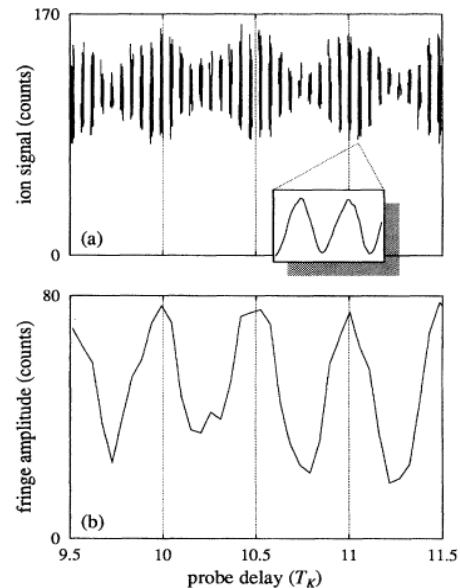 170
ion signal (counts)
(a)
0
80
fringe amplitude (counts)
(b)
0
9.5 10 10.5 11 11.5
probe delay (T_K)